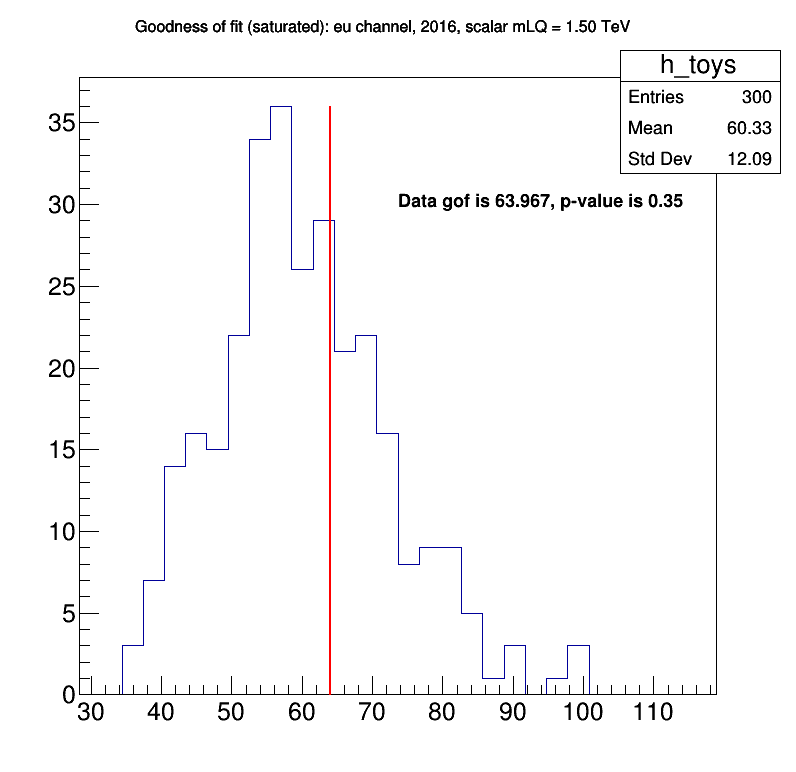 Goodness of fit (saturated): eu channel, 2016, scalar mLQ = 1.50 TeV
h_toys
Entries 300
Mean 60.33
Std Dev 12.09
Data gof is 63.967, p-value is 0.35
35
30
25
20
15
10
5
0
30 40 50 60 70 80 90 100 110